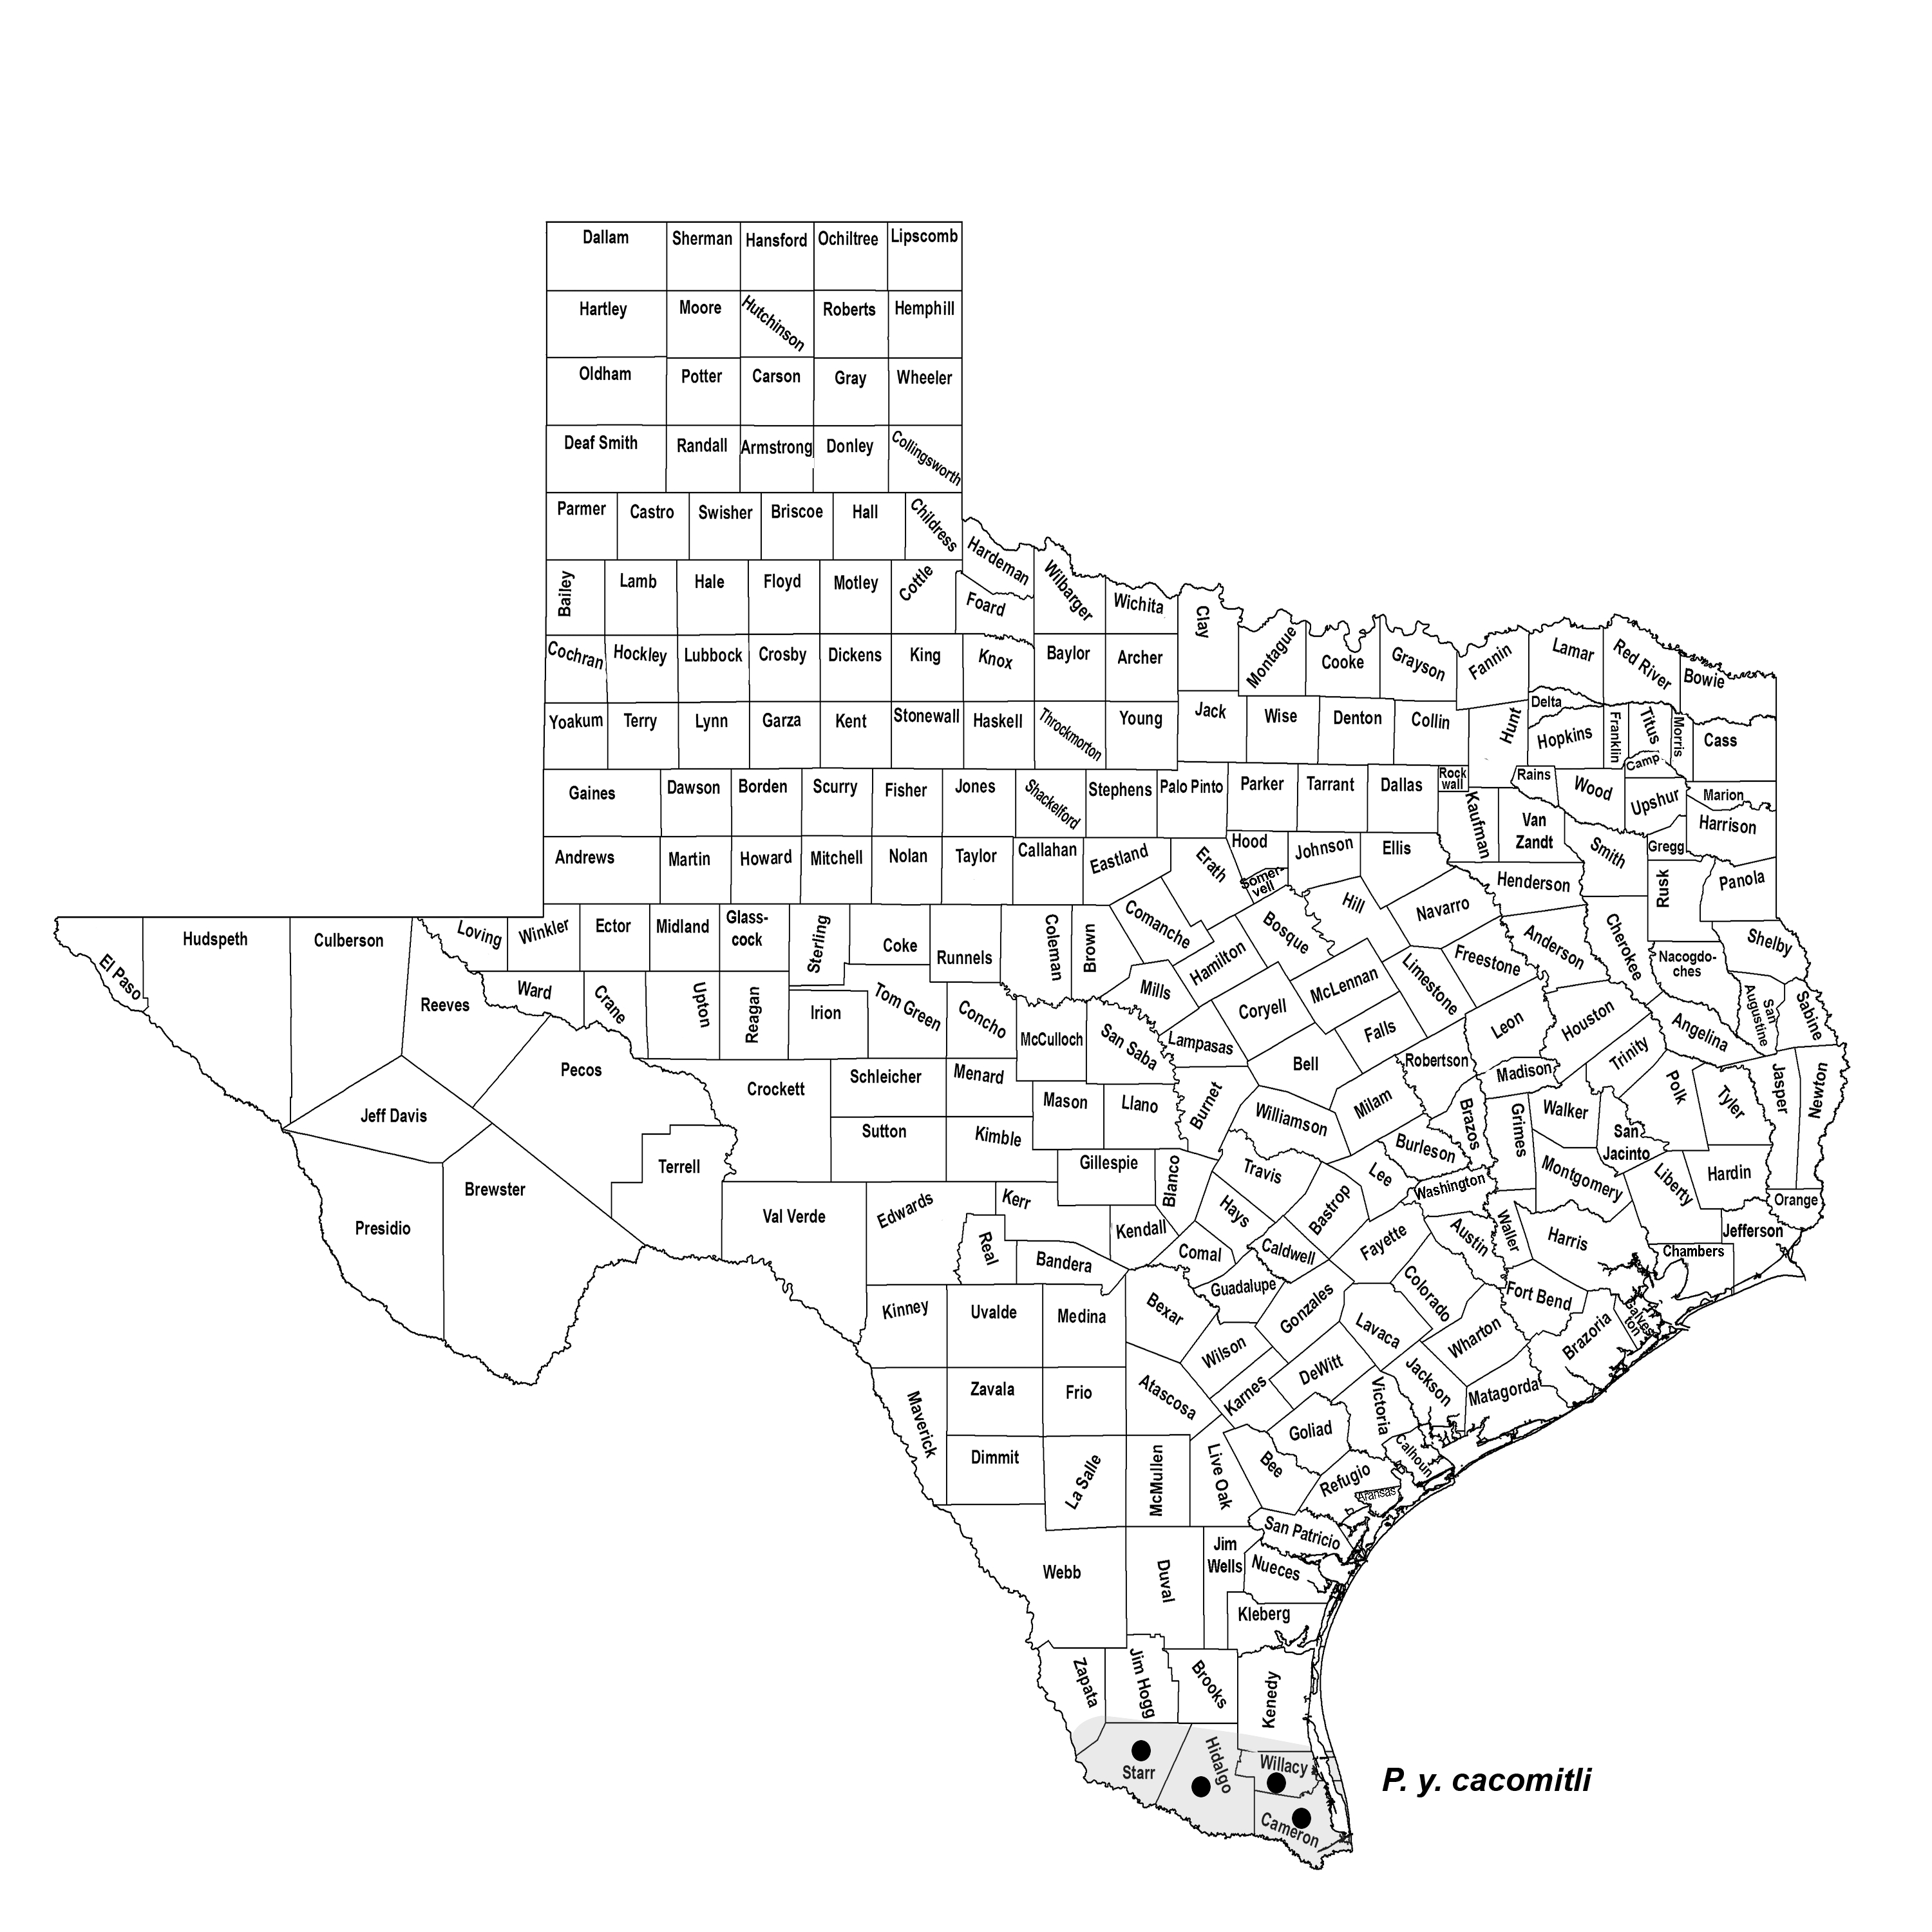 Dallam Sherman Hansford Ochiltree Lipscomb
Hartley Moore Hutchinson Roberts Hemphill
Oldham Potter Carson Gray Wheeler
Deaf Smith Randall Armstrong Donley Collingsworth
Parmer Castro Swisher Briscoe Hall Childress
Hardeman
Bailey Lamb Hale Floyd Motley Cottle Foard Wilbarger Wichita Clay
Cochran Hockley Lubbock Crosby Dickens King Knox Baylor Archer Montague Cooke Grayson Fannin Lamar Red River Bowie
Yoakum Terry Lynn Garza Kent Stonewall Haskell Throckmorton Young Jack Wise Denton Collin Hunt Delta Hopkins Franklin Titus Morris Cass
Camp
Gaines Dawson Borden Scurry Fisher Jones Shackelford Stephens Palo Pinto Parker Tarrant Dallas Rock
wall
Kaufman Rains Wood Upshur Marion
Van
Zandt
Harrison
Andrews Martin Howard Mitchell Nolan Taylor Callahan Eastland Erath Hood Johnson Ellis Smith Gregg
Somer-
vell
Henderson Rusk Panola
Hudspeth Culberson Loving Winkler Ector Midland Glass-
cock
Sterling Coke Runnels Coleman Brown Comanche Hamilton Bosque Hill Navarro Anderson Cherokee Shelby
Nacogdo-
ches
El Paso Reeves Ward Crane Upton Reagan Irion Tom Green Concho Mills Coryell McLennan Limestone Freestone
San
Augustine
Sabine
McCulloch San Saba Lampasas Falls Leon Houston Angelina
Bell Robertson Trinity
Jeff Davis Pecos Crockett Schleicher Menard Mason Llano Burnet Williamson Milam Madison Walker Polk Tyler Jasper Newton
Brazos Grimes
Sutton Kimble Burleson San
Jacinto
Terrell Gillespie Blanco Travis Lee Washington Montgomery Liberty Hardin
Brewster Orange
Presidio Val Verde Edwards Kerr Kendall Hays Bastrop Fayette Austin Waller Harris Jefferson
Real Bandera Comal Caldwell Chambers
Guadalupe Colorado Fort Bend
Kinney Uvalde Medina Bexar Gonzales Lavaca Wharton Brazoria Galves
ton
Wilson
Zavala Frio Atascosa Karnes DeWitt Jackson Matagorda
Maverick Victoria
Goliad
Dimmit La Salle McMullen Live Oak Bee Refugio Calhoun
Aransas
San Patricio
Webb Duval Jim
Wells
Nueces
Kleberg
Zapata Jim Hogg Brooks Kenedy
Starr Hidalgo Willacy
P. y. cacomitli
Cameron